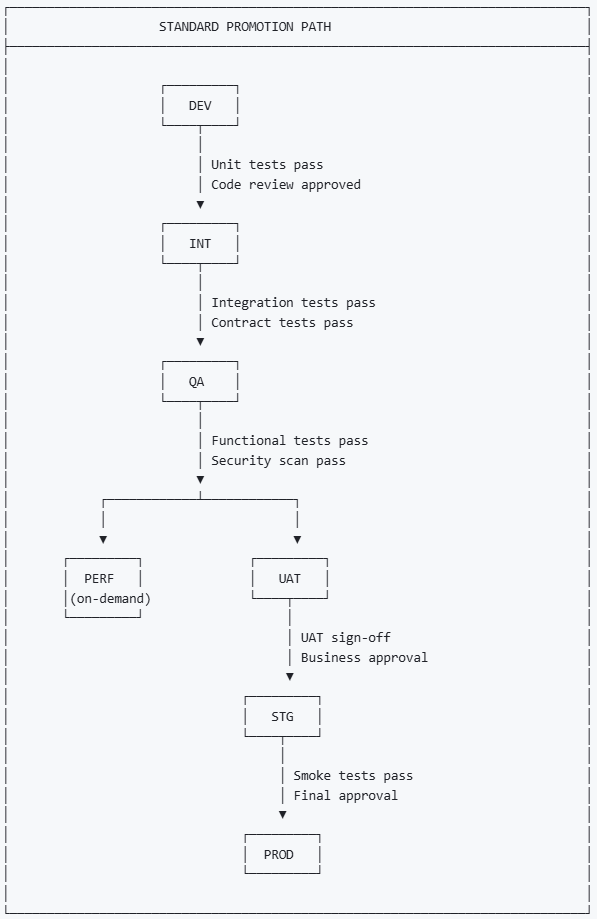 STANDARD PROMOTION PATH
DEV
Unit tests pass
Code review approved
INT
Integration tests pass
Contract tests pass
QA
Functional tests pass
Security scan pass
PERF
(on-demand)
UAT
UAT sign-off
Business approval
STG
Smoke tests pass
Final approval
PROD